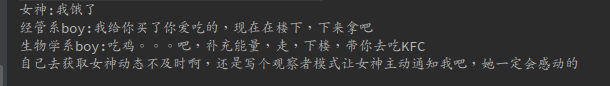 女神:我饿了
经管系boy:我给你买了你爱吃的，现在在楼下，下来拿吧
生物学系boy:吃鸡。。。吧，补充能量，走，下楼，带你去吃KFC
自己去获取女神动态不及时啊，还是写个观察者模式让女神主动通知我吧，她一定会感动的